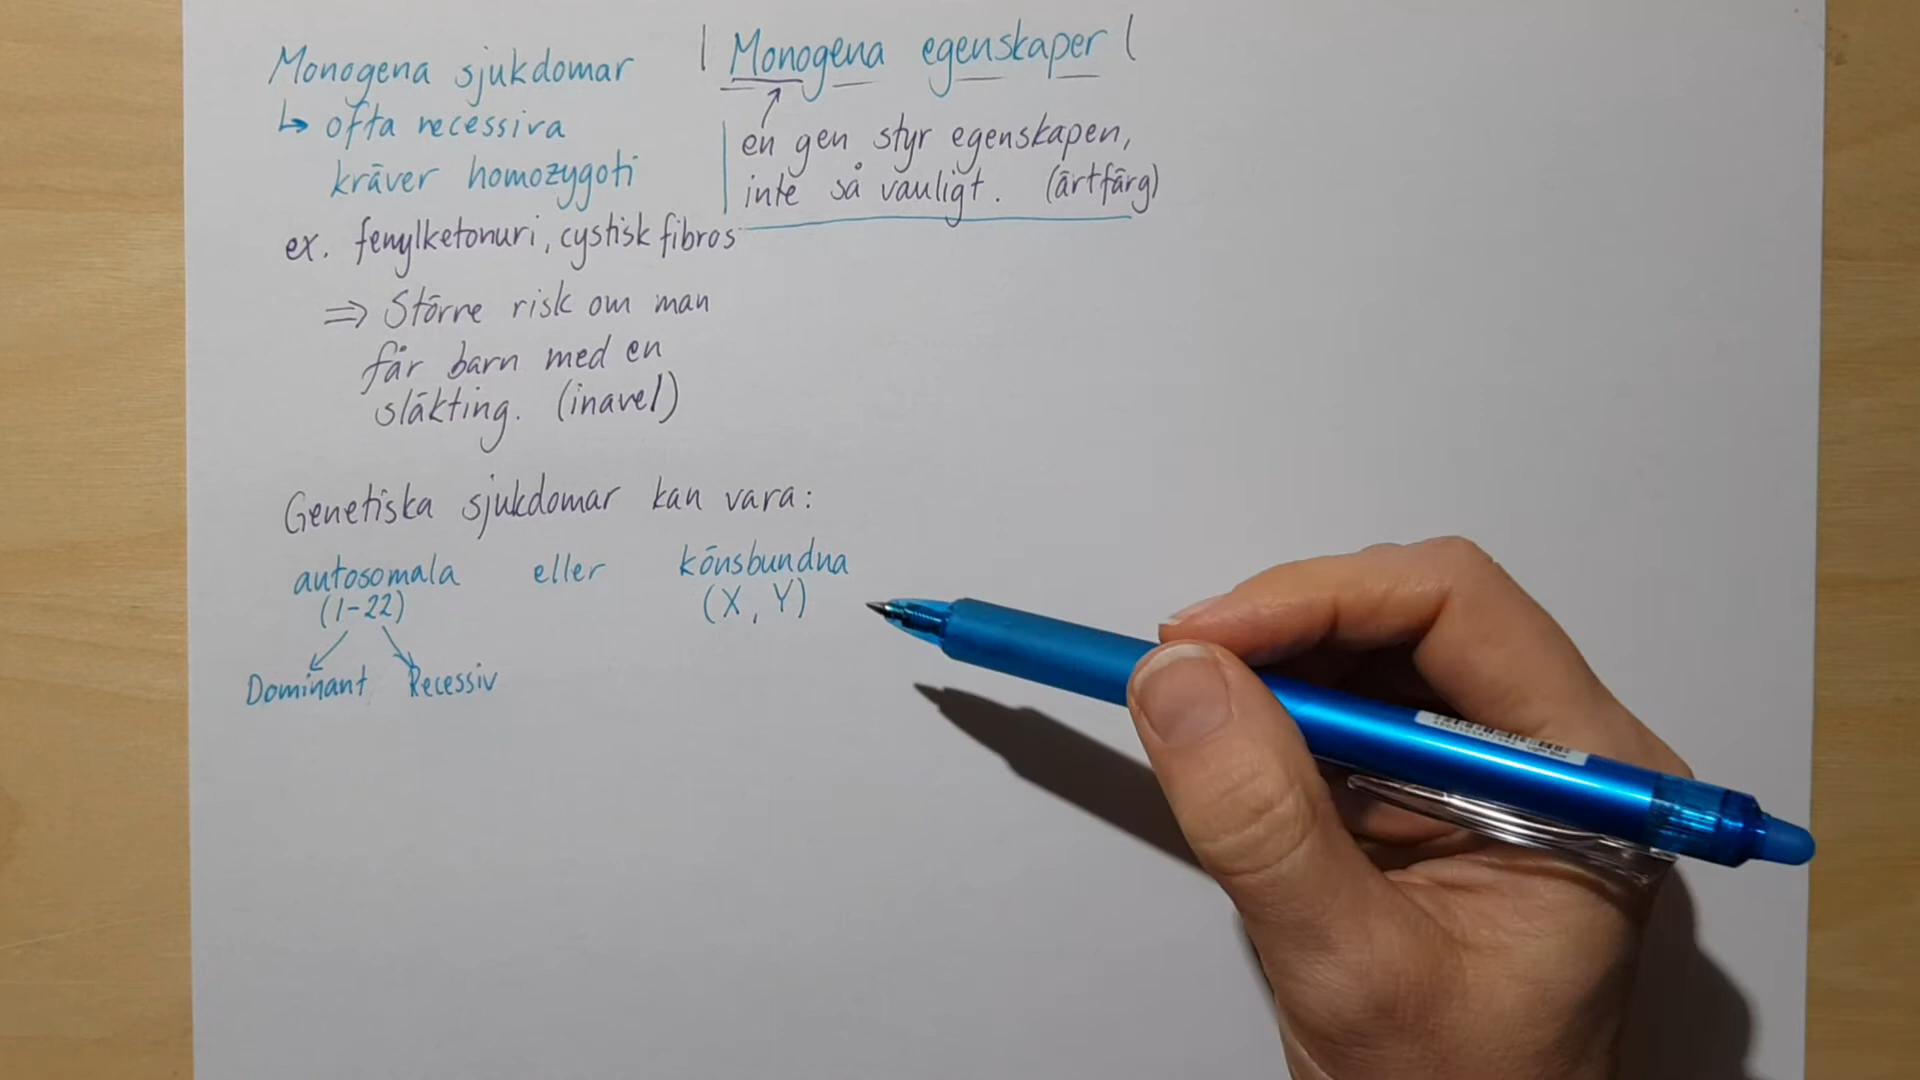 Monogena sjukdomar
↳ ofta recessiva
kräver homozygoti
ex. fenylketonuri, cystisk fibros
⇒ Större risk om man
får barn med en
släkting. (inavel)
Monogena egenskaper
en gen styr egenskapen,
inte så vanligt. (ärtfärg)
Genetiska sjukdomar kan vara:
autosomala eller könsbundna
(1-22) (X, Y)
Dominant Recessiv